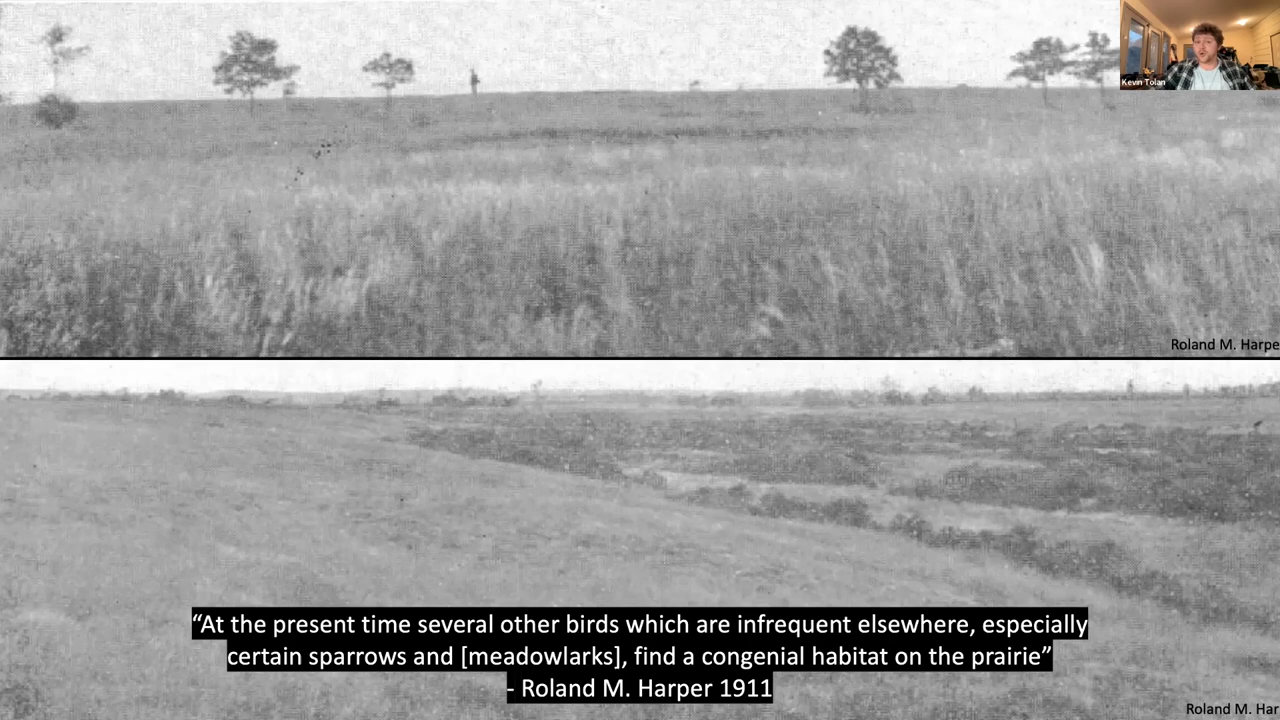 Kevin Tolan
Roland M. Harpe
“At the present time several other birds which are infrequent elsewhere, especially
certain sparrows and [meadowlarks], find a congenial habitat on the prairie”
- Roland M. Harper 1911
Roland M. Har